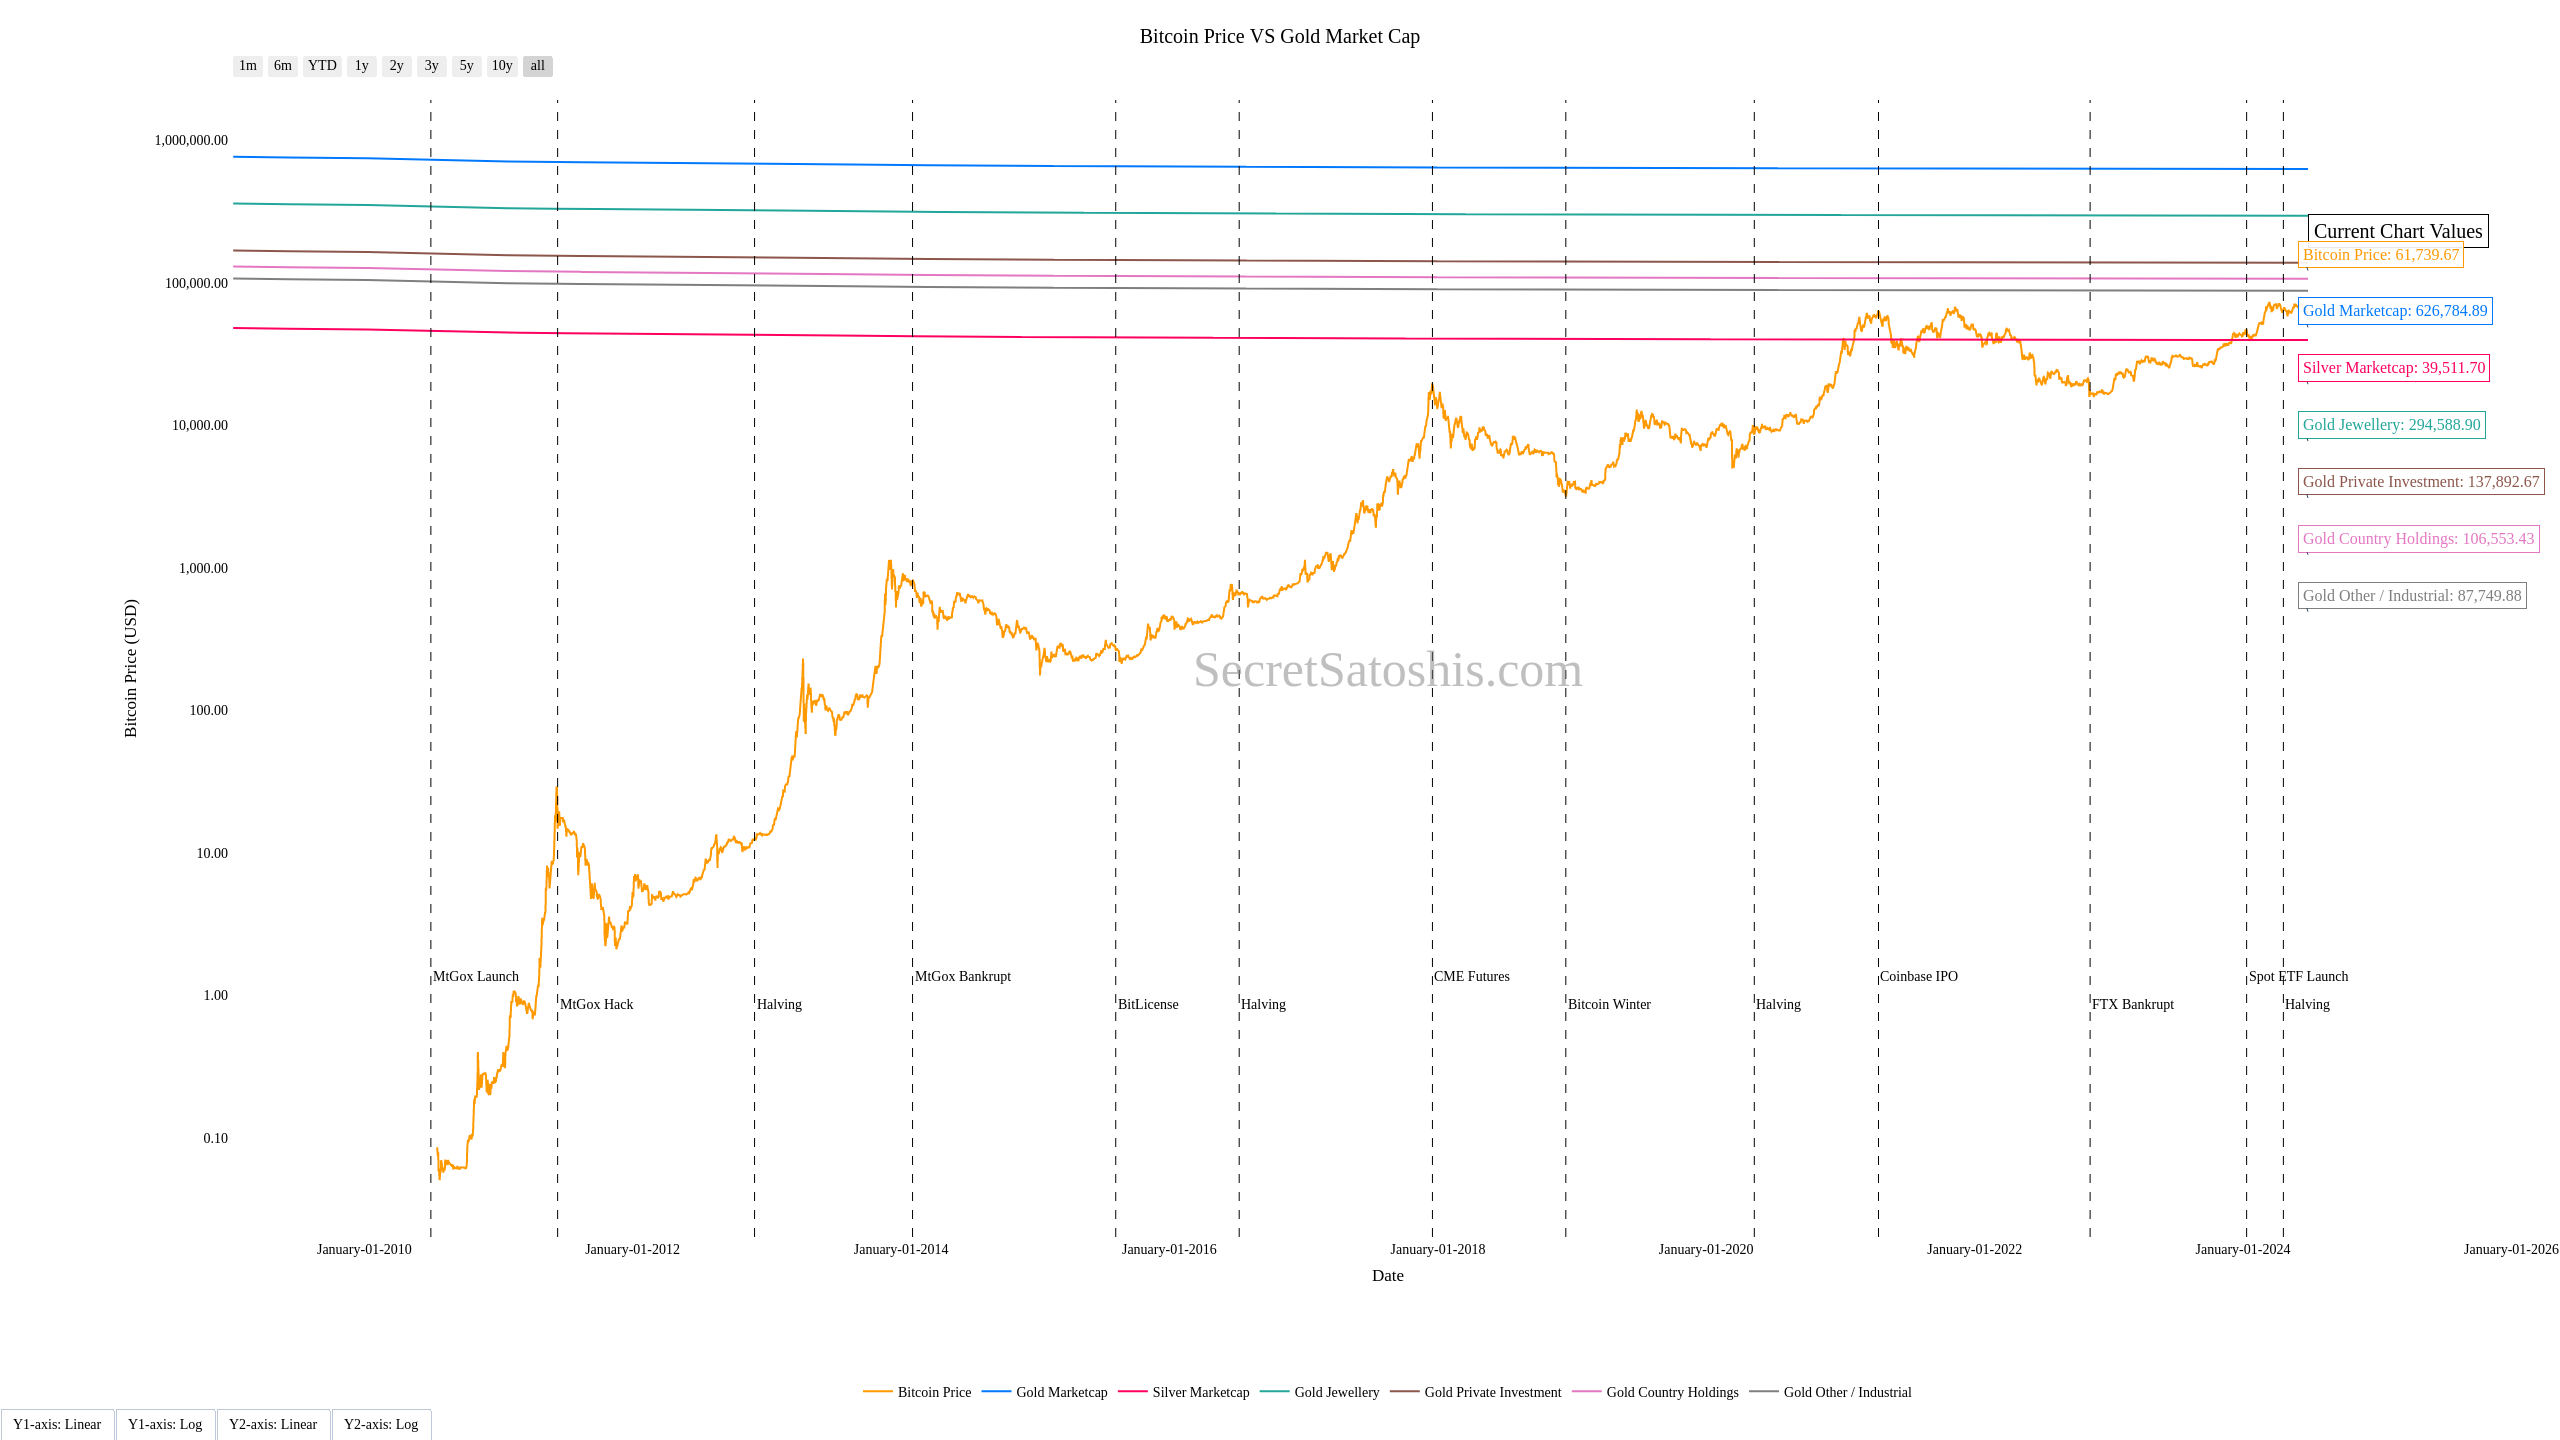 Bitcoin Price VS Gold Market Cap
1m 6m YTD 1y 2y 3y 5y 10y all
1,000,000.00
100,000.00
10,000.00
1,000.00
100.00
10.00
1.00
0.10
Bitcoin Price (USD)
Current Chart Values
Bitcoin Price: 61,739.67
Gold Marketcap: 626,784.89
Silver Marketcap: 39,511.70
Gold Jewellery: 294,588.90
Gold Private Investment: 137,892.67
Gold Country Holdings: 106,553.43
Gold Other / Industrial: 87,749.88
SecretSatoshis.com
MtGox Launch
MtGox Hack
Halving
MtGox Bankrupt
BitLicense
Halving
CME Futures
Bitcoin Winter
Halving
Coinbase IPO
FTX Bankrupt
Spot ETF Launch
Halving
January-01-2010 January-01-2012 January-01-2014 January-01-2016 January-01-2018 January-01-2020 January-01-2022 January-01-2024 January-01-2026
Date
Bitcoin Price Gold Marketcap Silver Marketcap Gold Jewellery Gold Private Investment Gold Country Holdings Gold Other / Industrial
Y1-axis: Linear Y1-axis: Log Y2-axis: Linear Y2-axis: Log